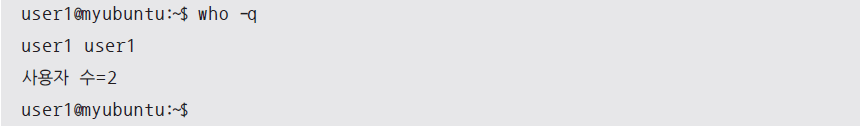 user1@myubuntu:~$ who -q
user1 user1
사용자 수=2
user1@myubuntu:~$